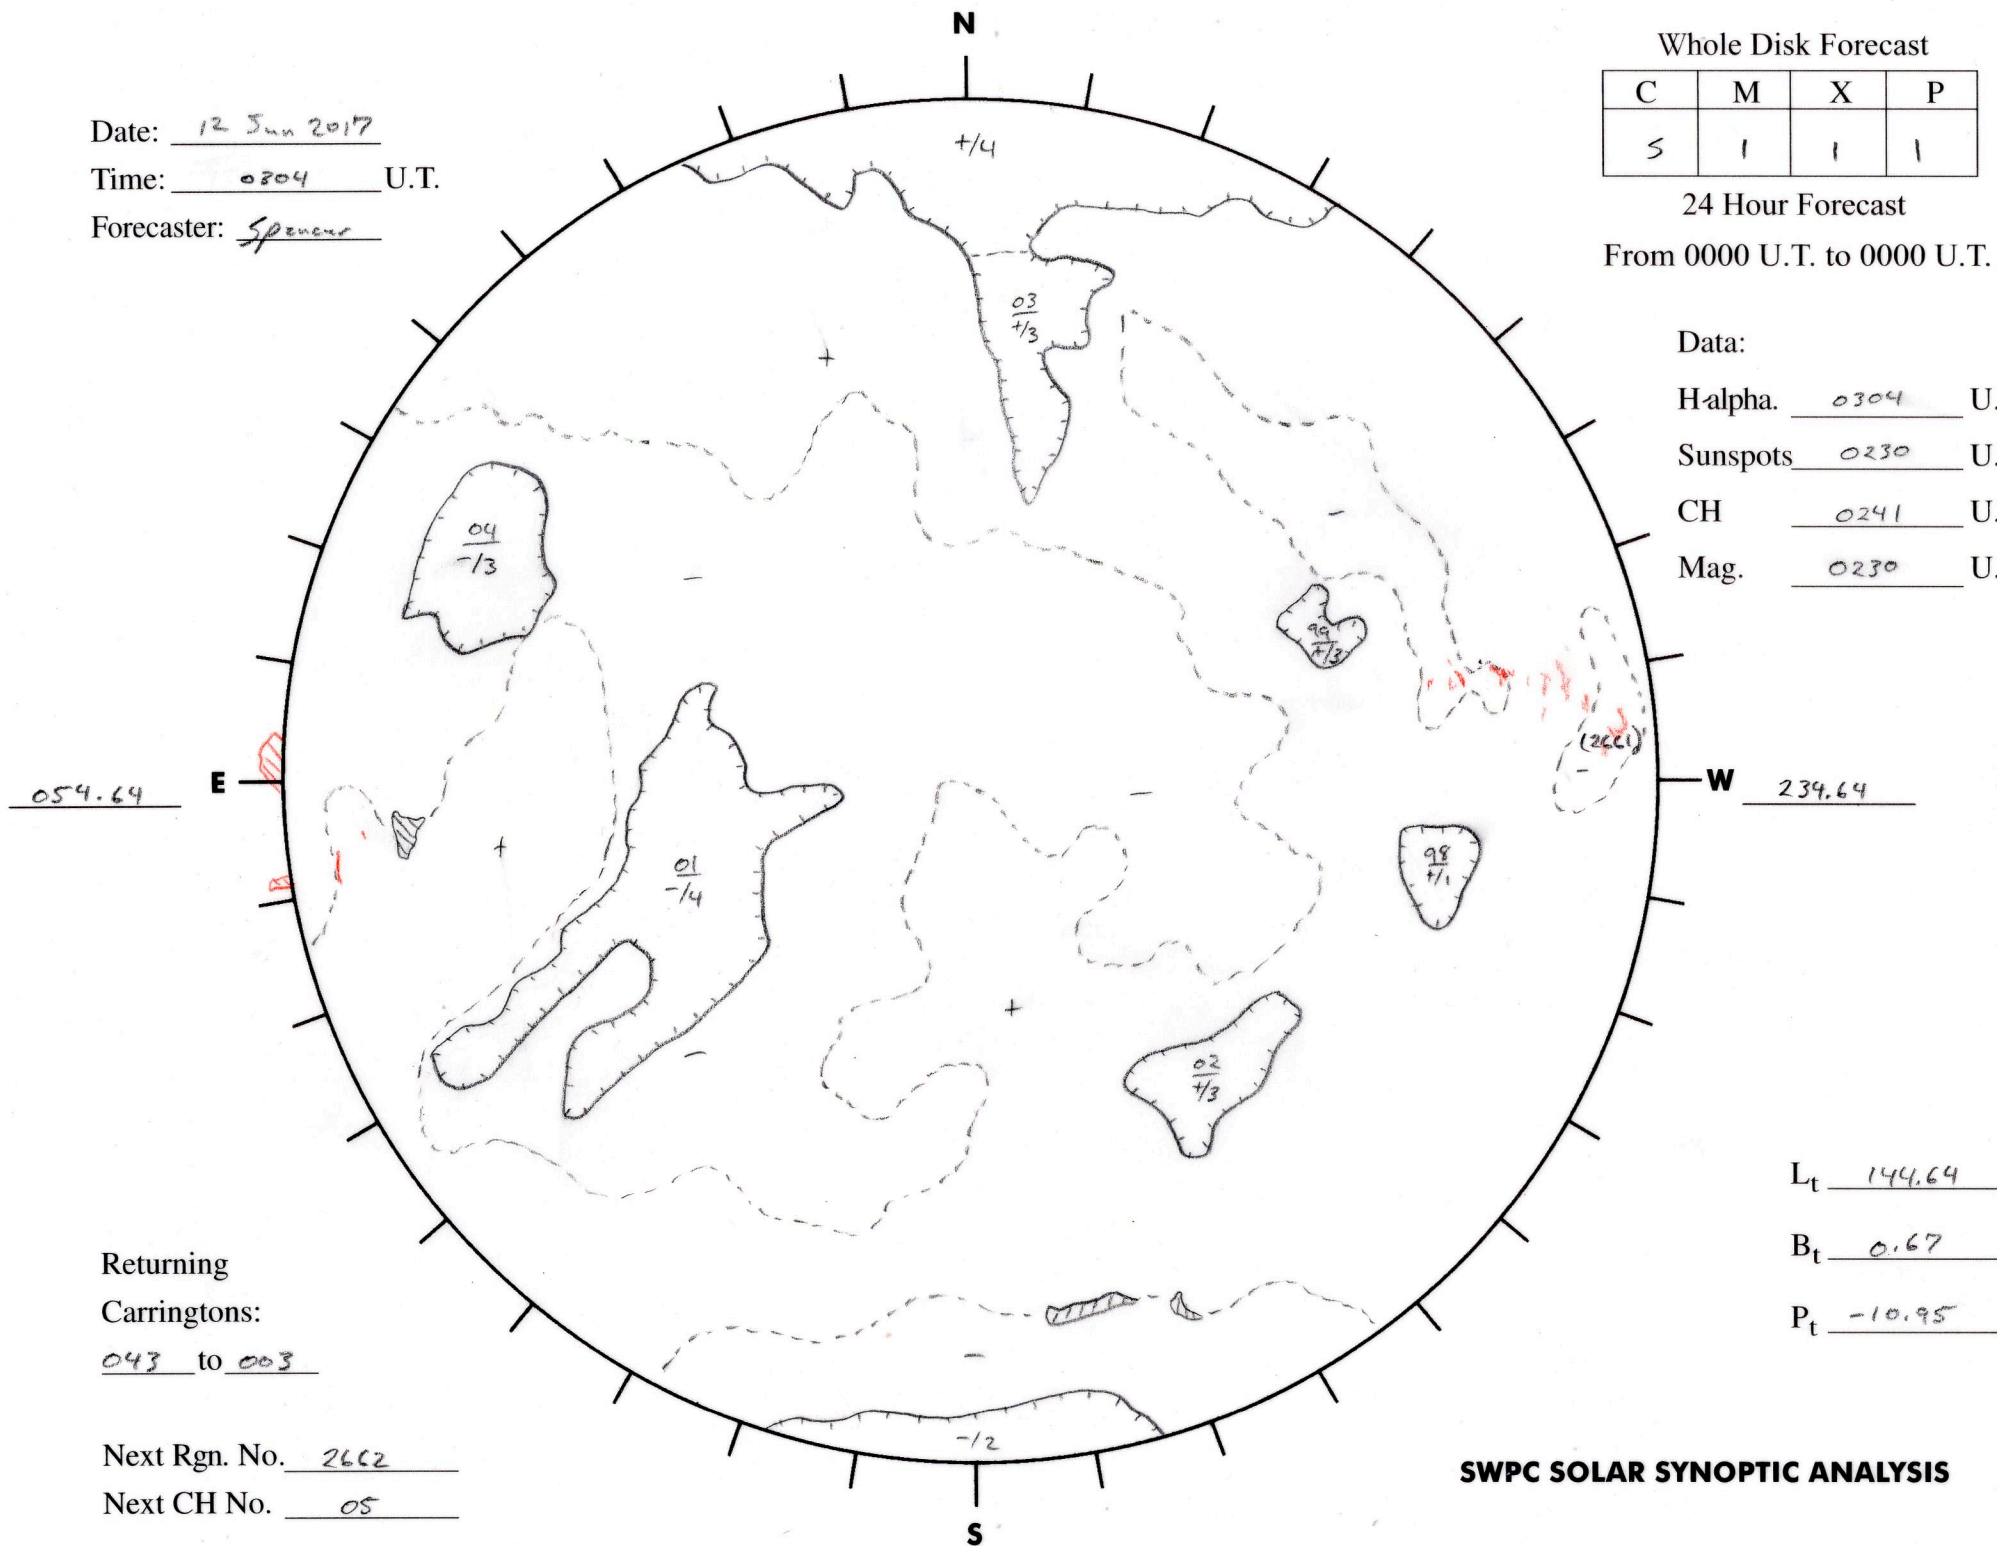 N
Whole Disk Forecast
C M X P
5 1 1 1
24 Hour Forecast
From 0000 U.T. to 0000 U.T.
Date: 12 Jun 2017
Time: 0304 U.T.
Forecaster: Spencer
+/4
03
+/3
+
Data:
H-alpha. 0304 U.
Sunspots 0230 U.
CH 0241 U.
Mag. 0230 U.
04
-/3
-
-
99
+/3
(2661)
-
054.64 E
W 234.64
-
+
01
-/4
98
+/1
+
-
02
+/3
Lt 144.64
Bt 0.67
Pt -10.95
Returning
Carringtons:
043 to 003
-
-/2
Next Rgn. No. 2662
Next CH No. 05
SWPC SOLAR SYNOPTIC ANALYSIS
S